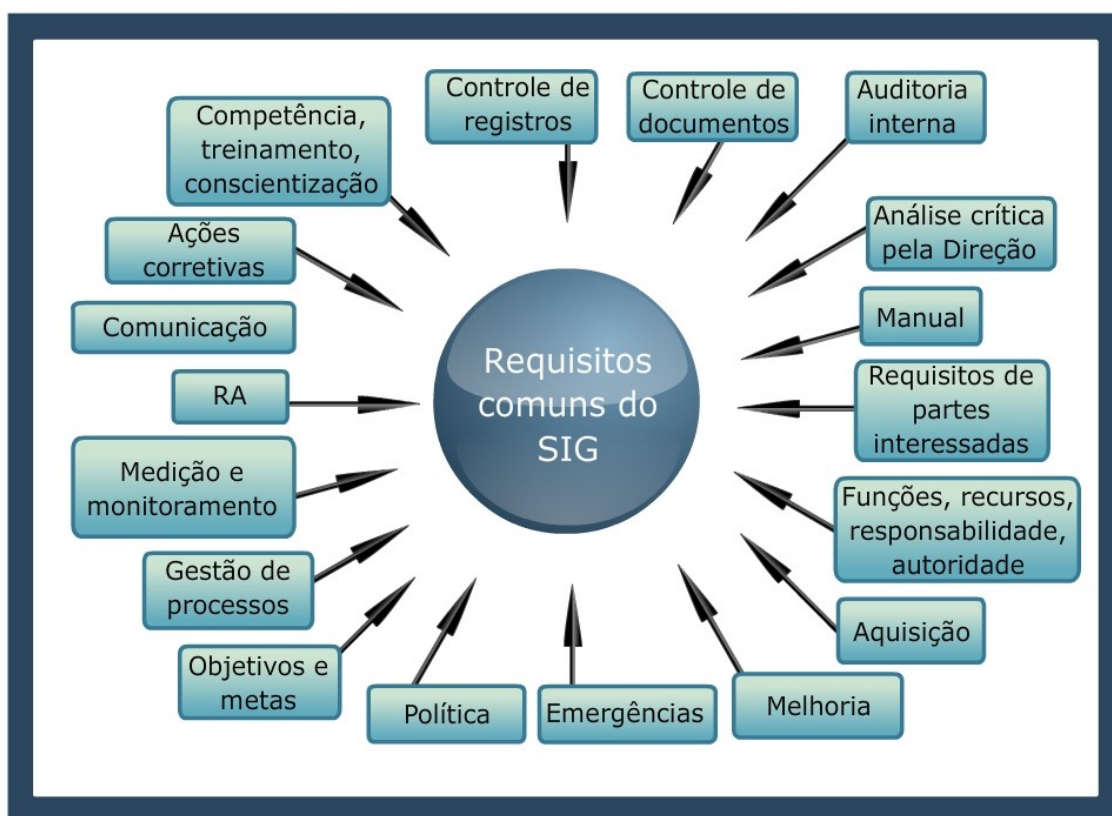 Controle de
registros
Controle de
documentos
Auditoria
interna
Competência,
treinamento,
conscientização
Análise crítica
pela Direção
Ações
corretivas
Manual
Comunicação
Requisitos
comuns do
SIG
Requisitos de
partes
interessadas
RA
Medição e
monitoramento
Funções, recursos,
responsabilidade,
autoridade
Gestão de
processos
Aquisição
Objetivos e
metas
Política
Emergências
Melhoria